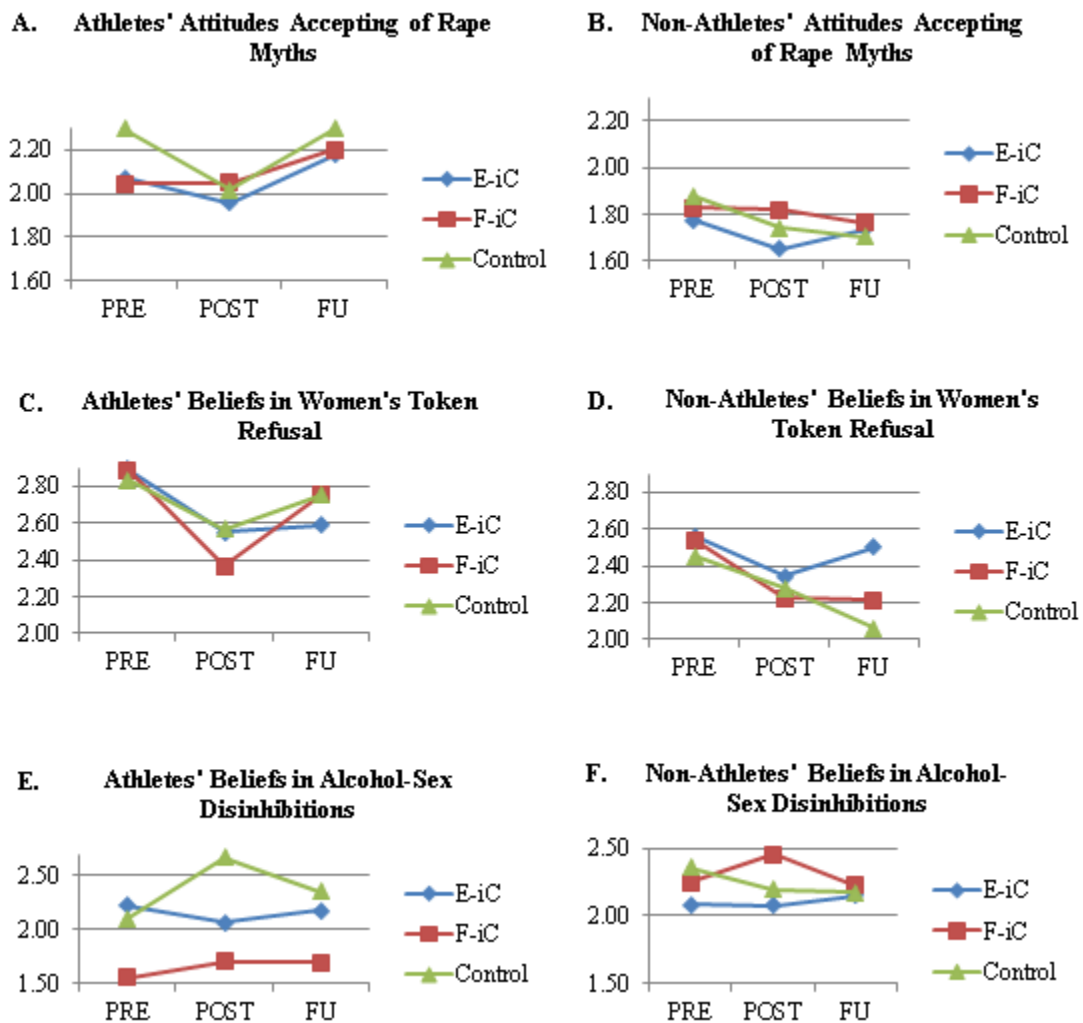 A. Athletes' Attitudes Accepting of Rape
Myths
2.20
2.00
1.80
1.60
PRE POST FU
E-iC
F-iC
Control
B. Non-Athletes' Attitudes Accepting
of Rape Myths
2.20
2.00
1.80
1.60
PRE POST FU
E-iC
F-iC
Control
C. Athletes' Beliefs in Women's Token
Refusal
2.80
2.60
2.40
2.20
2.00
PRE POST FU
E-iC
F-iC
Control
D. Non-Athletes' Beliefs in Women's
Token Refusal
2.80
2.60
2.40
2.20
2.00
PRE POST FU
E-iC
F-iC
Control
E. Athletes' Beliefs in Alcohol-Sex
Disinhibitions
2.50
2.00
1.50
PRE POST FU
E-iC
F-iC
Control
F. Non-Athletes' Beliefs in Alcohol-
Sex Disinhibitions
2.50
2.00
1.50
PRE POST FU
E-iC
F-iC
Control